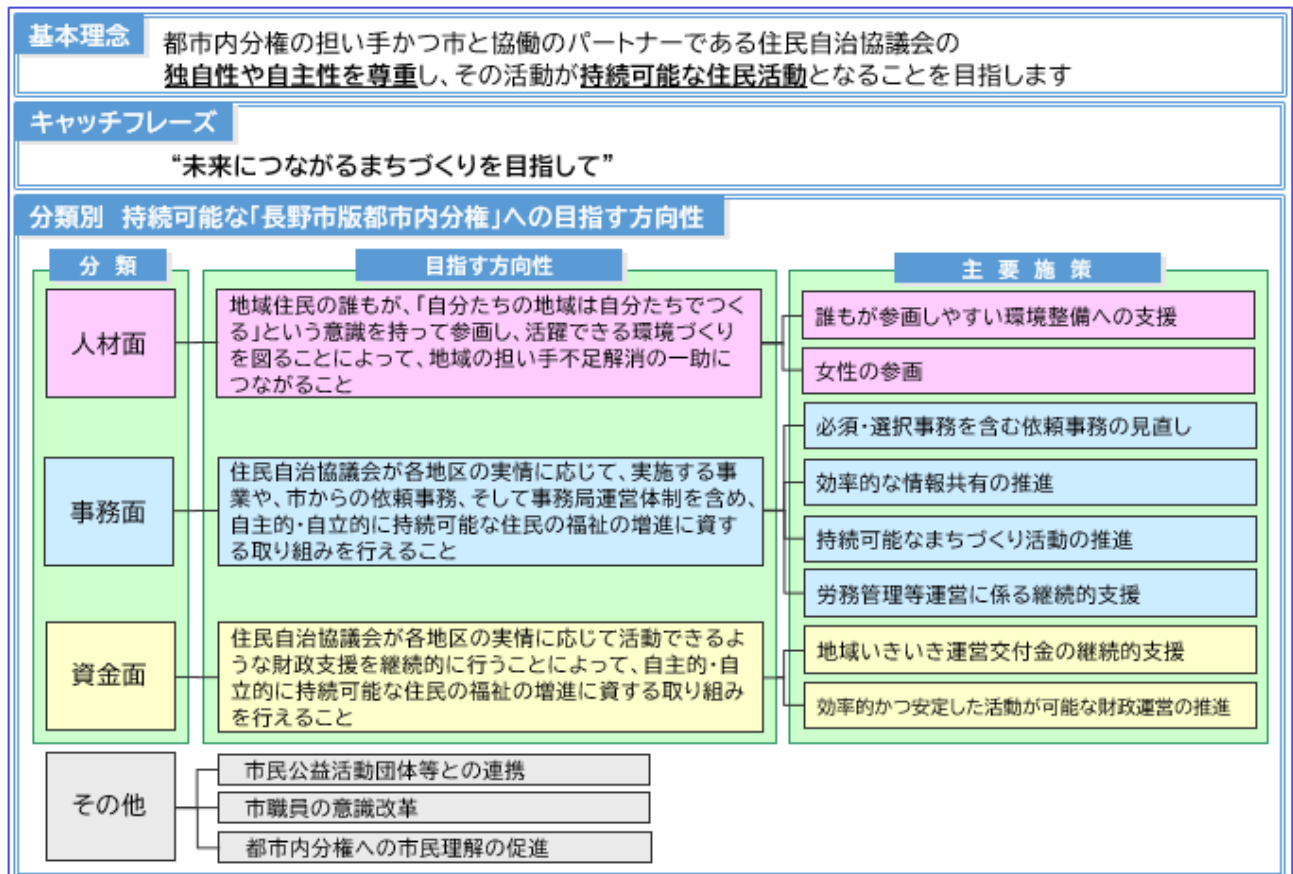 基本理念
都市内分権の担い手かつ市と協働のパートナーである住民自治協議会の
独自性や自主性を尊重し、その活動が持続可能な住民活動となることを目指します
キャッチフレーズ
“未来につながるまちづくりを目指して”
分類別 持続可能な「長野市版都市内分権」への目指す方向性
分 類
目指す方向性
主 要 施 策
人材面
地域住民の誰もが、「自分たちの地域は自分たちでつく
る」という意識を持って参画し、活躍できる環境づくり
を図ることによって、地域の担い手不足解消の一助に
つながること
誰もが参画しやすい環境整備への支援
女性の参画
事務面
住民自治協議会が各地区の実情に応じて、実施する事
業や、市からの依頼事務、そして事務局運営体制を含め、
自主的・自立的に持続可能な住民の福祉の増進に資す
る取り組みを行えること
必須・選択事務を含む依頼事務の見直し
効率的な情報共有の推進
持続可能なまちづくり活動の推進
労務管理等運営に係る継続的支援
資金面
住民自治協議会が各地区の実情に応じて活動できるよ
うな財政支援を継続的に行うことによって、自主的・自
立的に持続可能な住民の福祉の増進に資する取り組み
を行えること
地域いきいき運営交付金の継続的支援
効率的かつ安定した活動が可能な財政運営の推進
その他
市民公益活動団体等との連携
市職員の意識改革
都市内分権への市民理解の促進